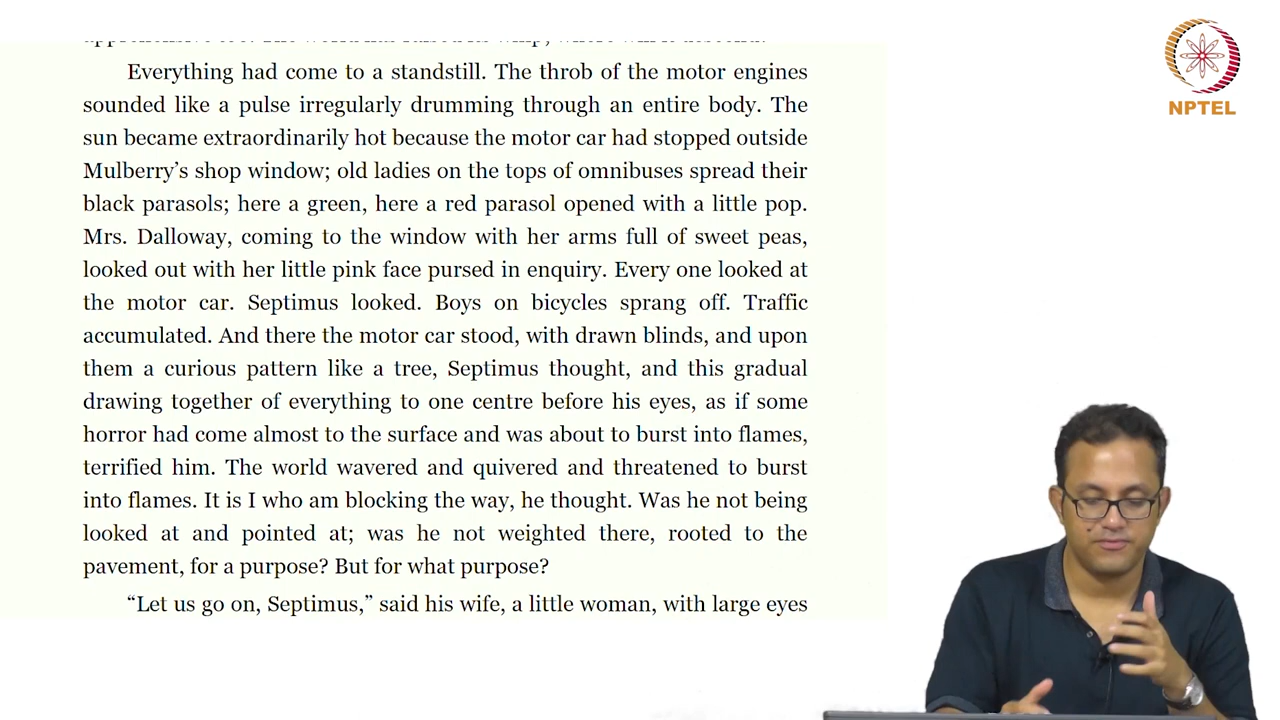 Everything had come to a standstill. The throb of the motor engines
sounded like a pulse irregularly drumming through an entire body. The
sun became extraordinarily hot because the motor car had stopped outside
Mulberry’s shop window; old ladies on the tops of omnibuses spread their
black parasols; here a green, here a red parasol opened with a little pop.
Mrs. Dalloway, coming to the window with her arms full of sweet peas,
looked out with her little pink face pursed in enquiry. Every one looked at
the motor car. Septimus looked. Boys on bicycles sprang off. Traffic
accumulated. And there the motor car stood, with drawn blinds, and upon
them a curious pattern like a tree, Septimus thought, and this gradual
drawing together of everything to one centre before his eyes, as if some
horror had come almost to the surface and was about to burst into flames,
terrified him. The world wavered and quivered and threatened to burst
into flames. It is I who am blocking the way, he thought. Was he not being
looked at and pointed at; was he not weighted there, rooted to the
pavement, for a purpose? But for what purpose?
“Let us go on, Septimus,” said his wife, a little woman, with large eyes
NPTEL